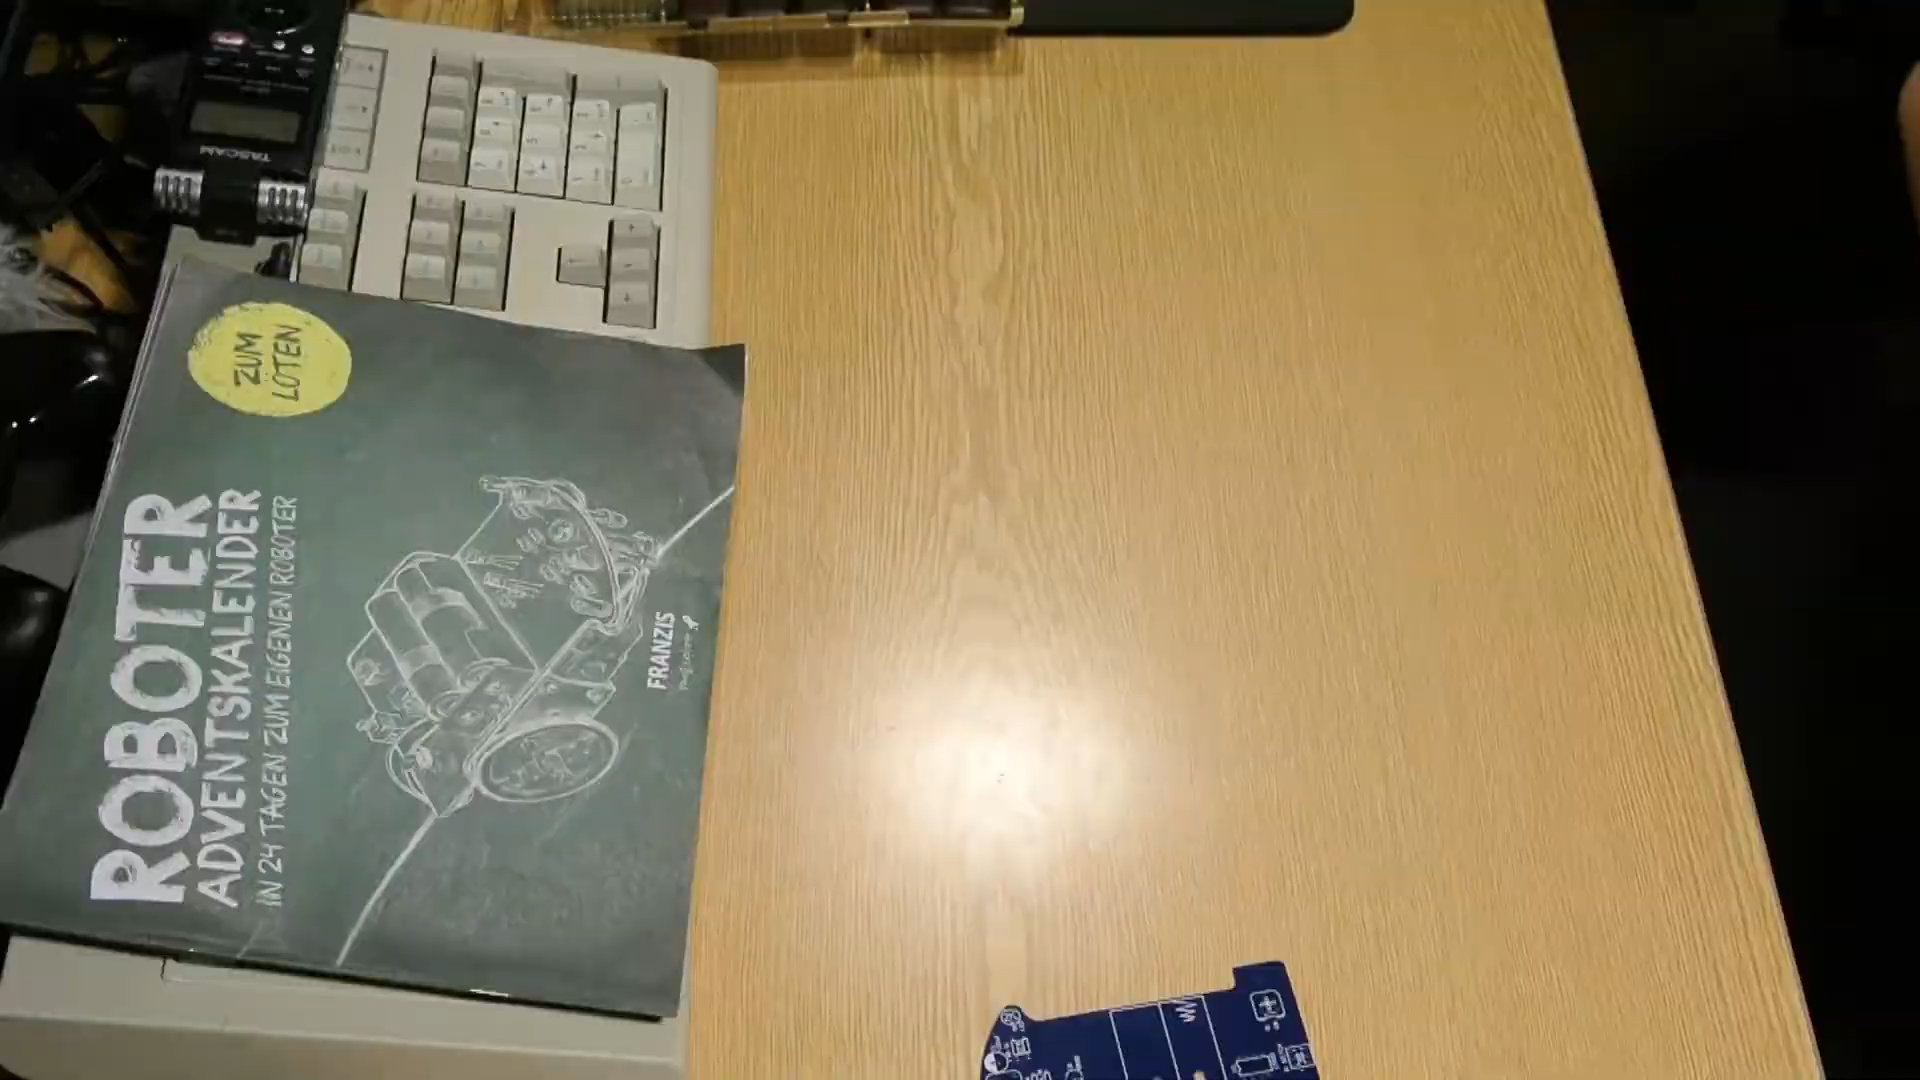 ZUM
LÖTEN
ROBOTER
ADVENTSKALENDER
IN 24 TAGEN ZUM EIGENEN ROBOTER
FRANZIS
TASCAM